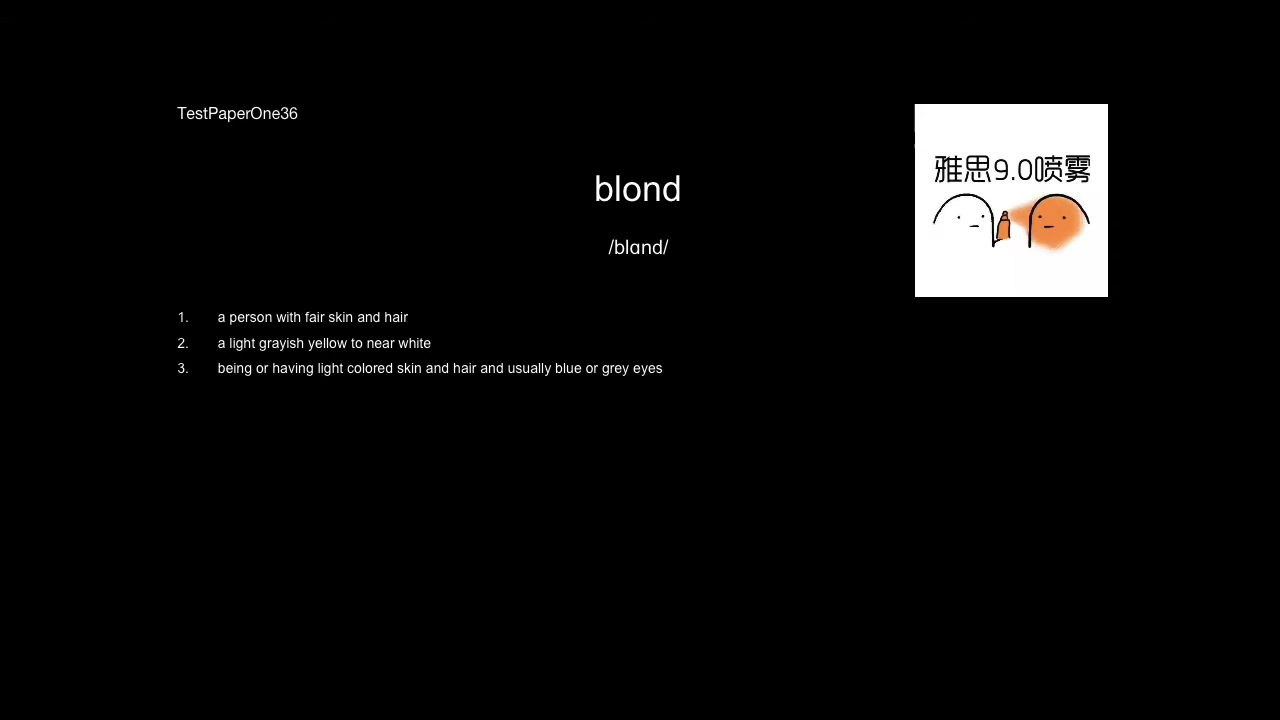 TestPaperOne36
雅思9.0喷雾
blond
/blɑnd/
1. a person with fair skin and hair
2. a light grayish yellow to near white
3. being or having light colored skin and hair and usually blue or grey eyes